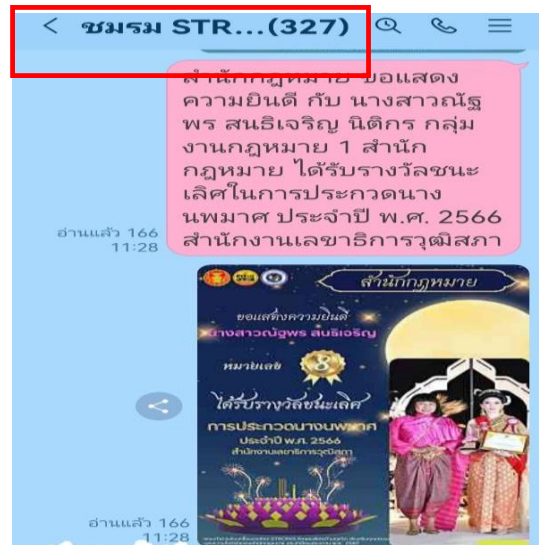 ชมรม STR...(327)
สำนักกฎหมาย ขอแสดง
ความยินดี กับ นางสาวณัฐ
พร สนธิเจริญ นิติกร กลุ่ม
งานกฎหมาย 1 สำนัก
กฎหมาย ได้รับรางวัลชนะ
เลิศในการประกวดนาง
นพมาศ ประจำปี พ.ศ. 2566
สำนักงานเลขาธิการวุฒิสภา
อ่านแล้ว 166
11:28
สำนักกฎหมาย
ขอแสดงความยินดี
นางสาวณัฐพร สนธิเจริญ
หมายเลข 8
ได้รับรางวัลชนะเลิศ
การประกวดนางนพมาศ
ประจำปี พ.ศ. 2566
สำนักงานเลขาธิการวุฒิสภา
อ่านแล้ว 166
11:28